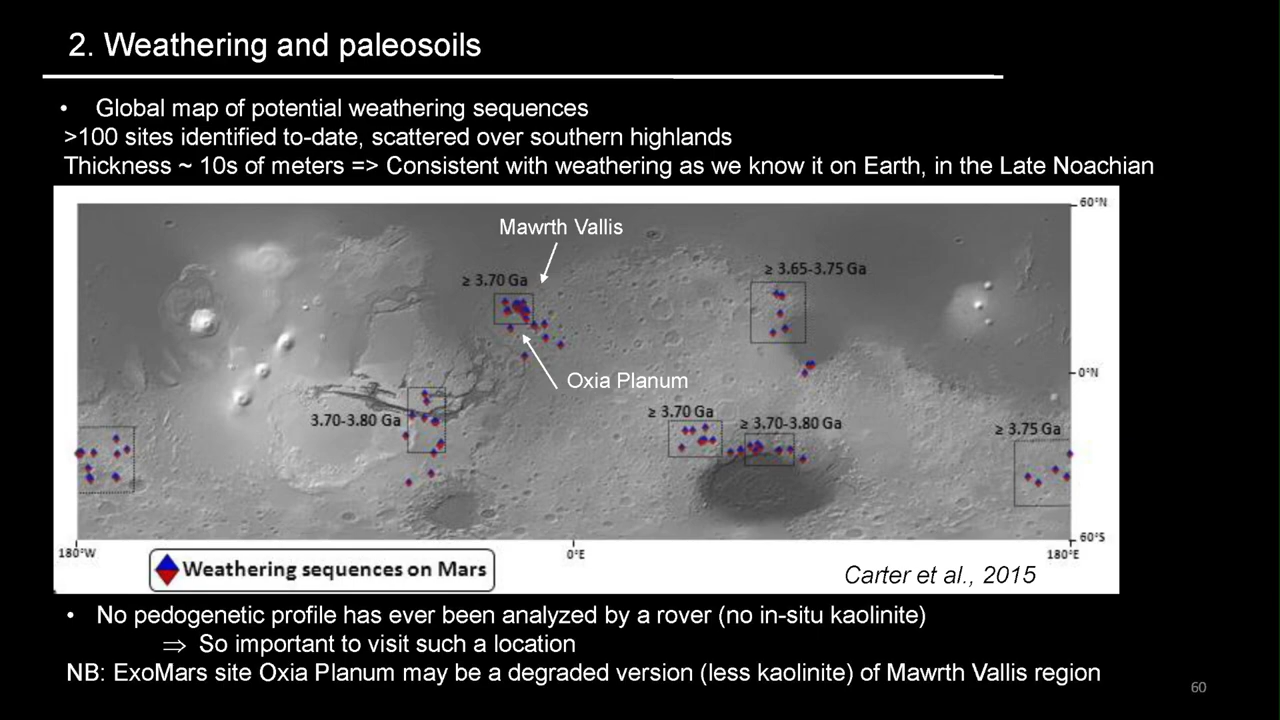 2. Weathering and paleosoils
• Global map of potential weathering sequences
>100 sites identified to-date, scattered over southern highlands
Thickness ~ 10s of meters => Consistent with weathering as we know it on Earth, in the Late Noachian
60°N
Mawrth Vallis
≥ 3.70 Ga
≥ 3.65-3.75 Ga
0°N
Oxia Planum
3.70-3.80 Ga
≥ 3.70 Ga
≥ 3.70-3.80 Ga
≥ 3.75 Ga
60°S
180°W
0°E
180°E
Weathering sequences on Mars
Carter et al., 2015
• No pedogenetic profile has ever been analyzed by a rover (no in-situ kaolinite)
⇒ So important to visit such a location
NB: ExoMars site Oxia Planum may be a degraded version (less kaolinite) of Mawrth Vallis region
60